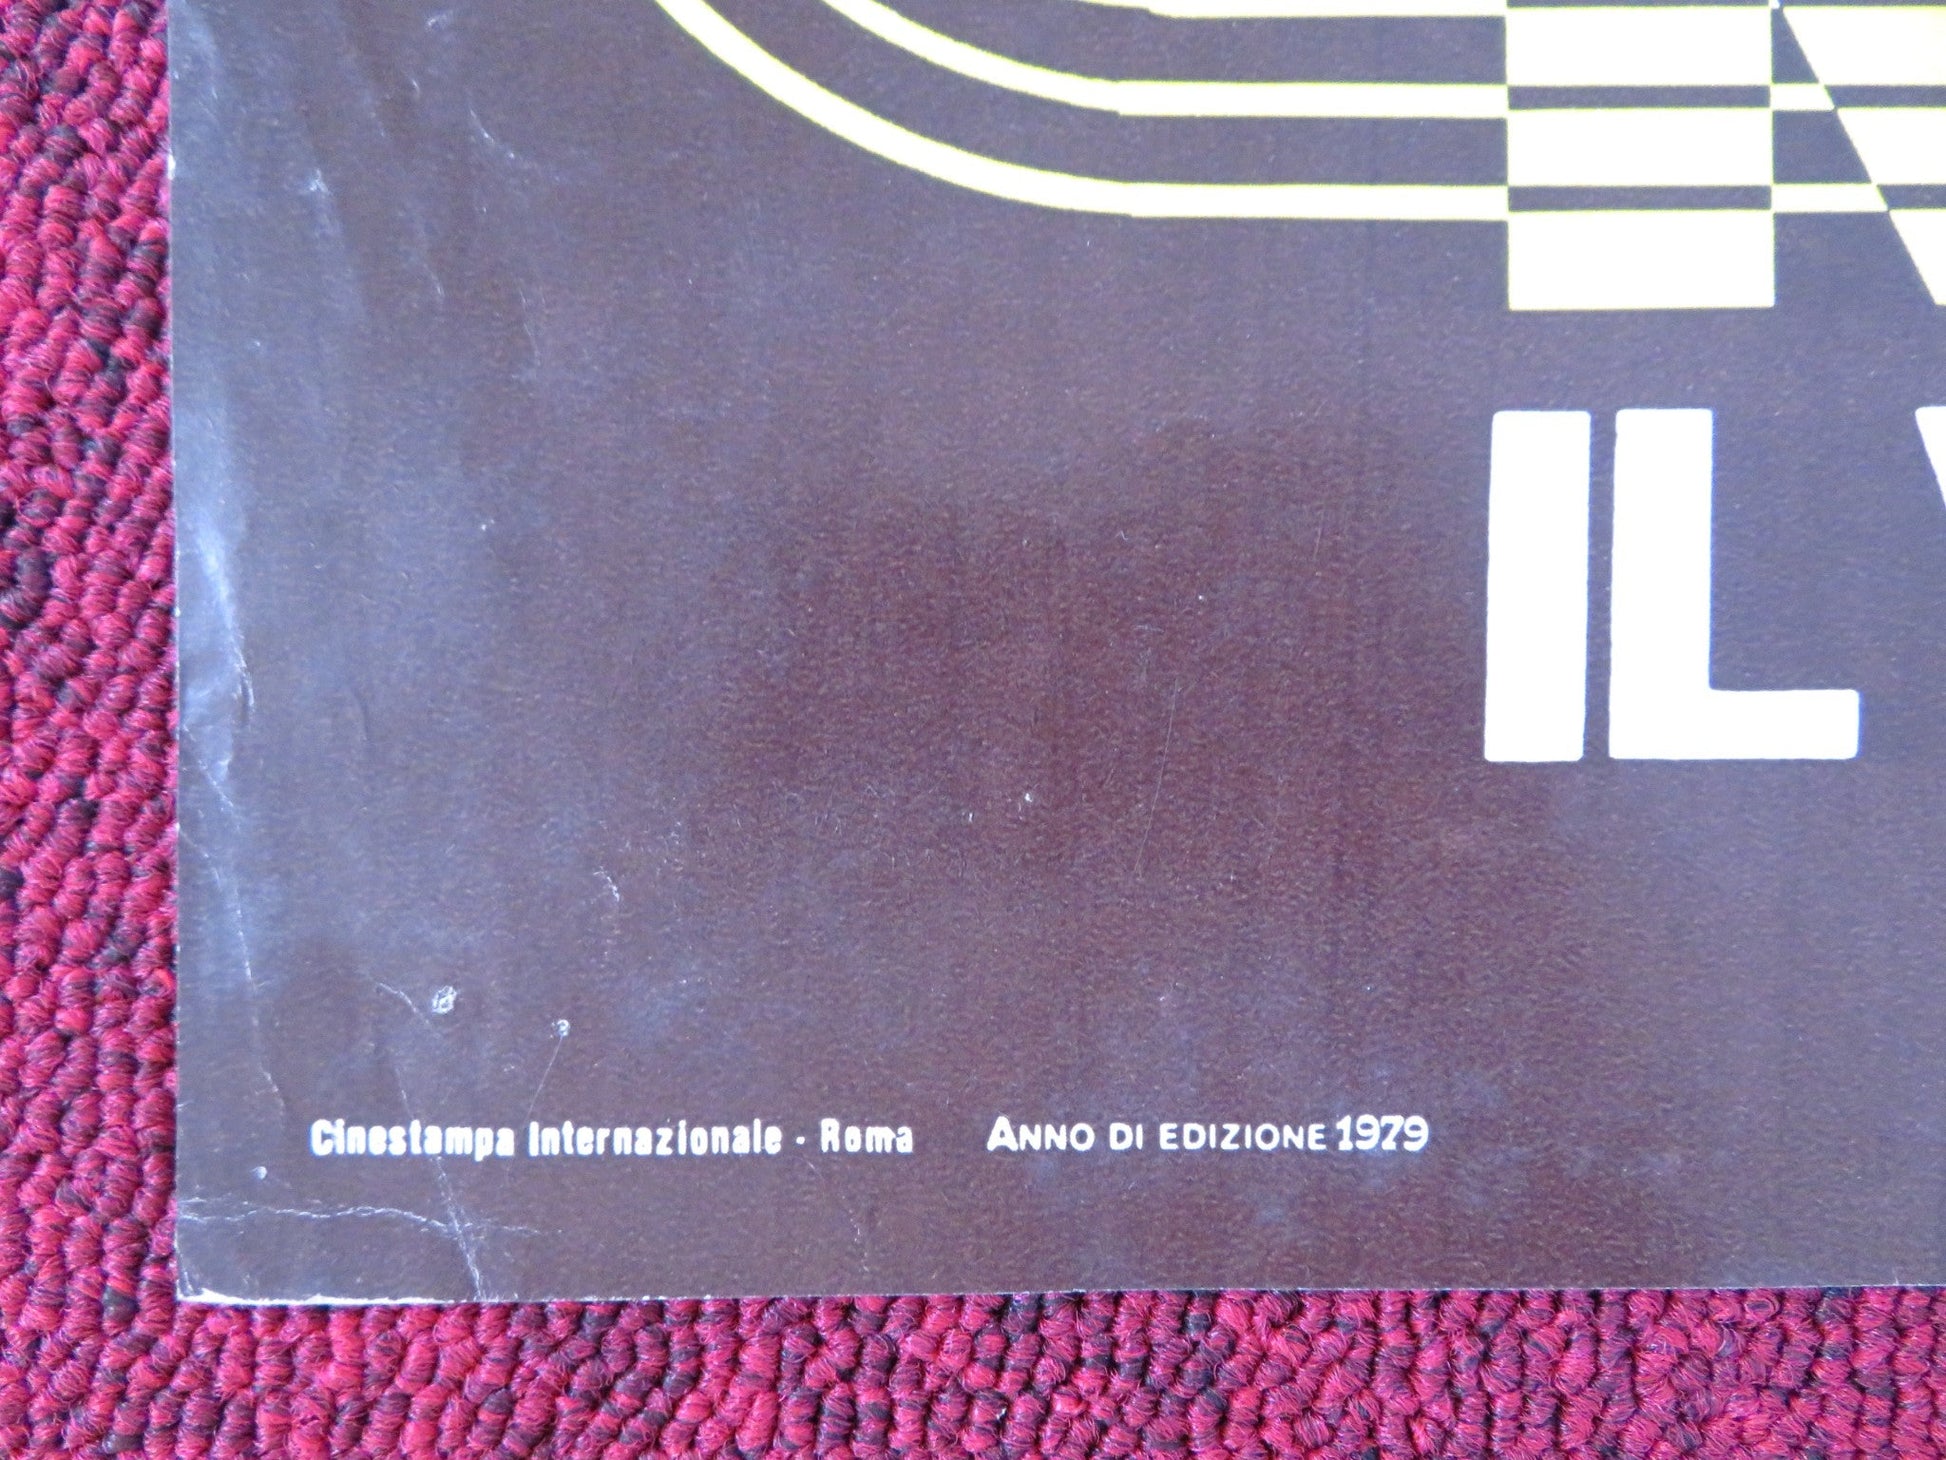 IL
Cinestampa Internazionale - Roma ANNO DI EDIZIONE 1979